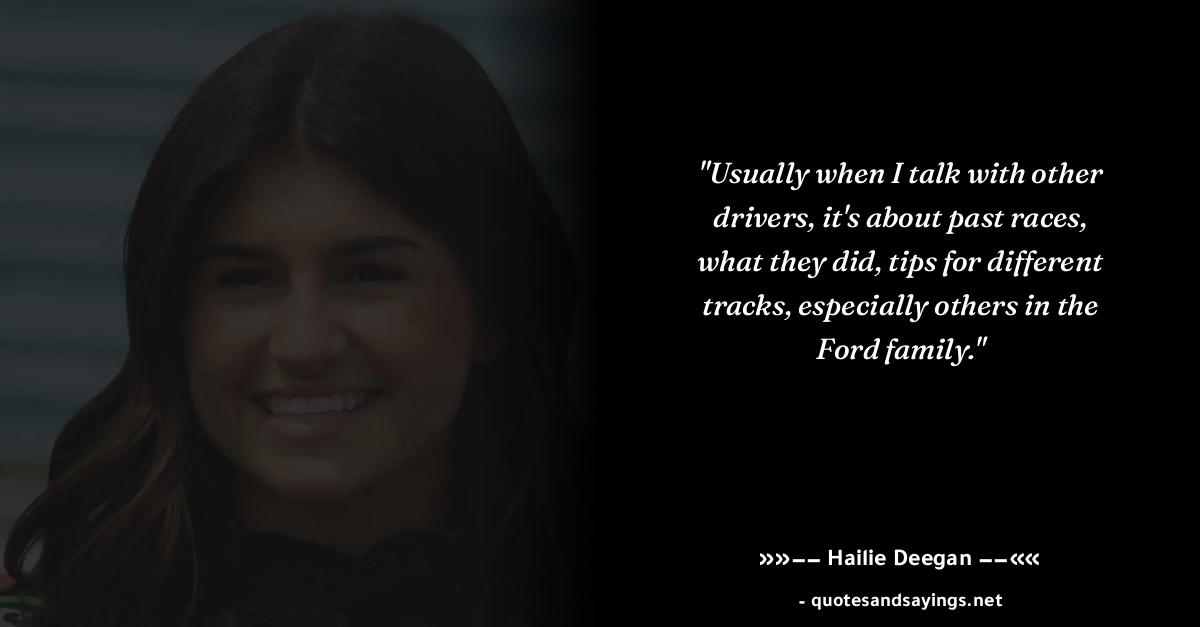 "Usually when I talk with other
drivers, it's about past races,
what they did, tips for different
tracks, especially others in the
Ford family."
»»−− Hailie Deegan −−««
- quotesandsayings.net